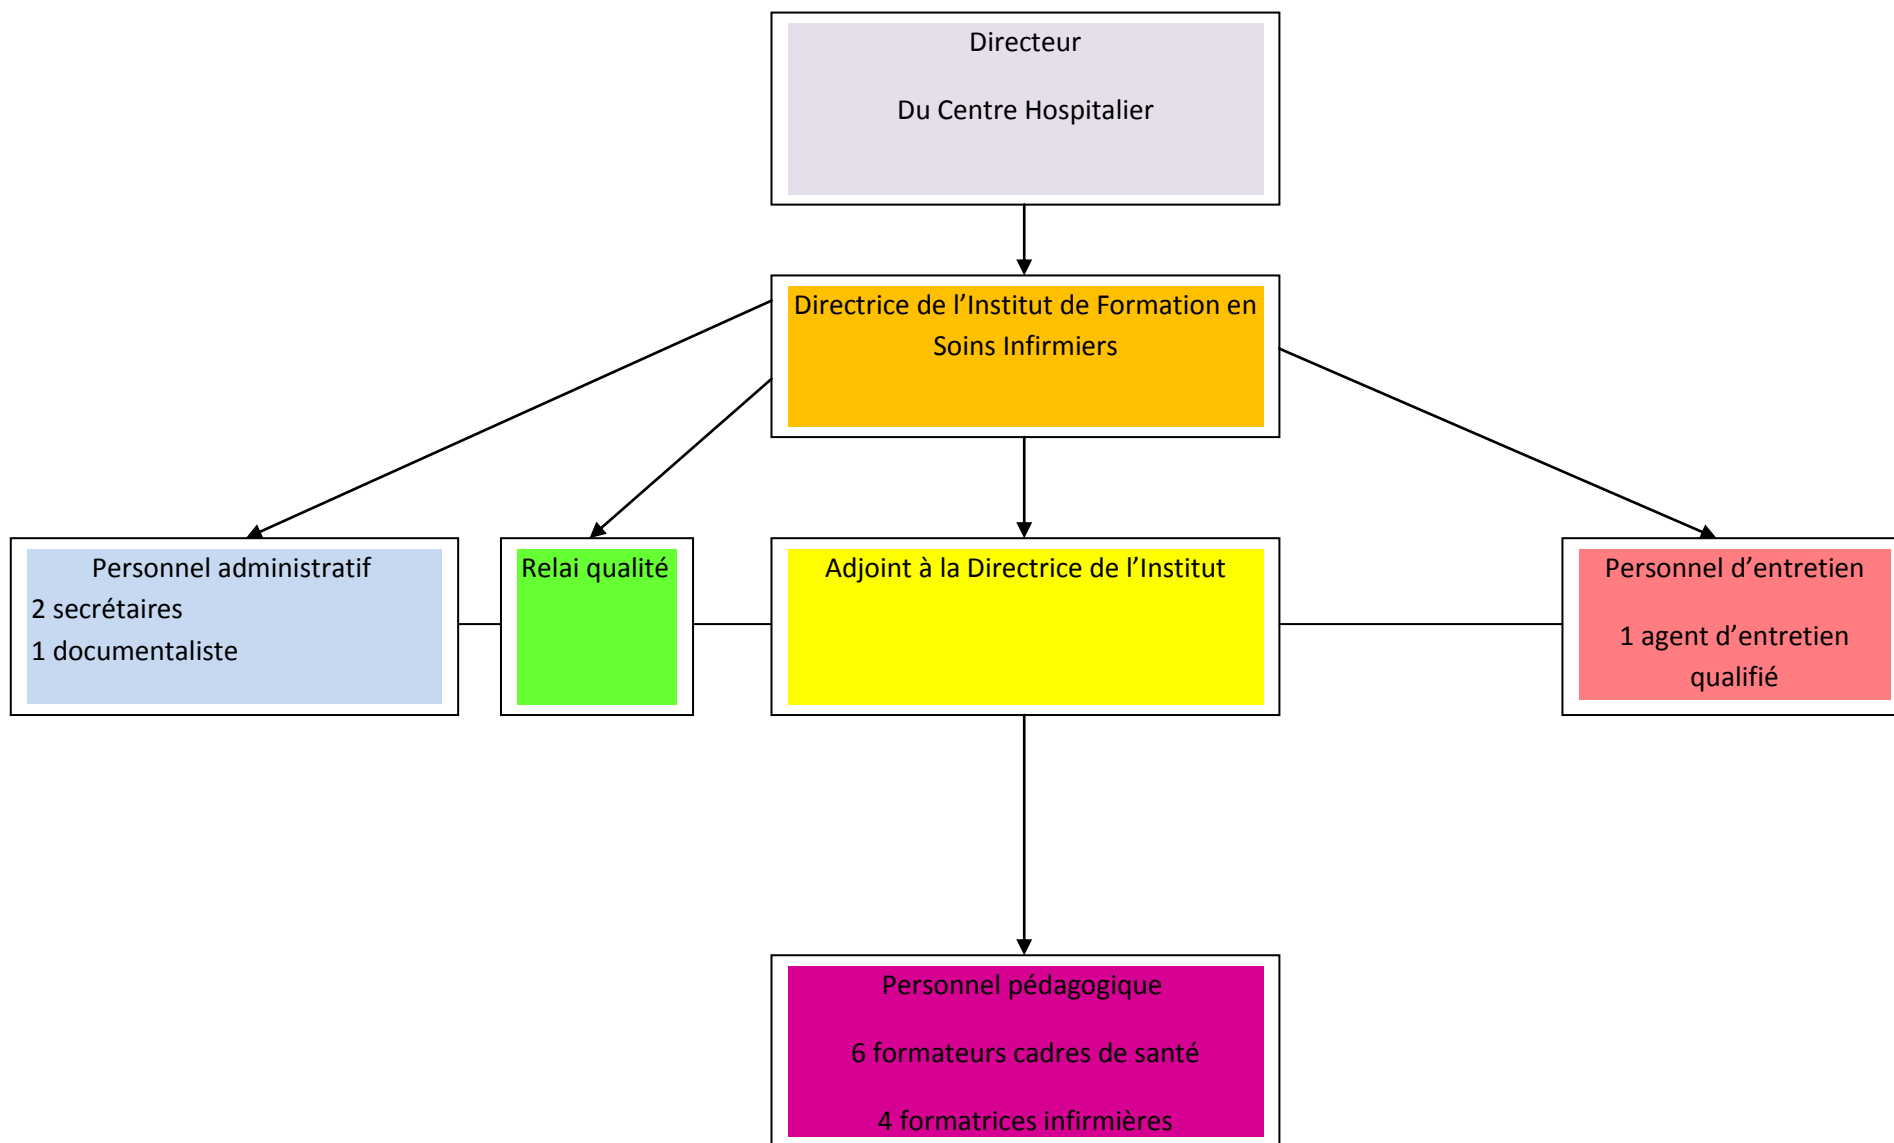 Directeur
Du Centre Hospitalier
Directrice de l’Institut de Formation en
Soins Infirmiers
Personnel administratif
2 secrétaires
1 documentaliste
Relai qualité
Adjoint à la Directrice de l’Institut
Personnel d’entretien
1 agent d’entretien
qualifié
Personnel pédagogique
6 formateurs cadres de santé
4 formatrices infirmières